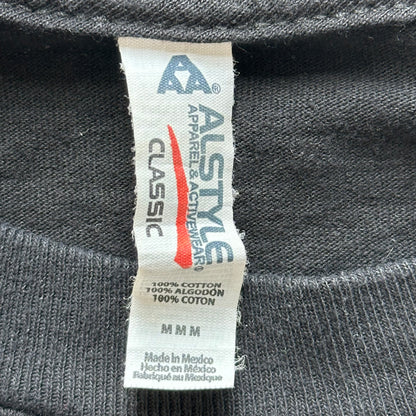 AAA®
ALSTYLE
APPAREL & ACTIVEWEAR®
CLASSIC
100% COTTON
100% ALGODÓN
100% COTON
M M M
Made in Mexico
Hecho en México
Fabriqué au Mexique